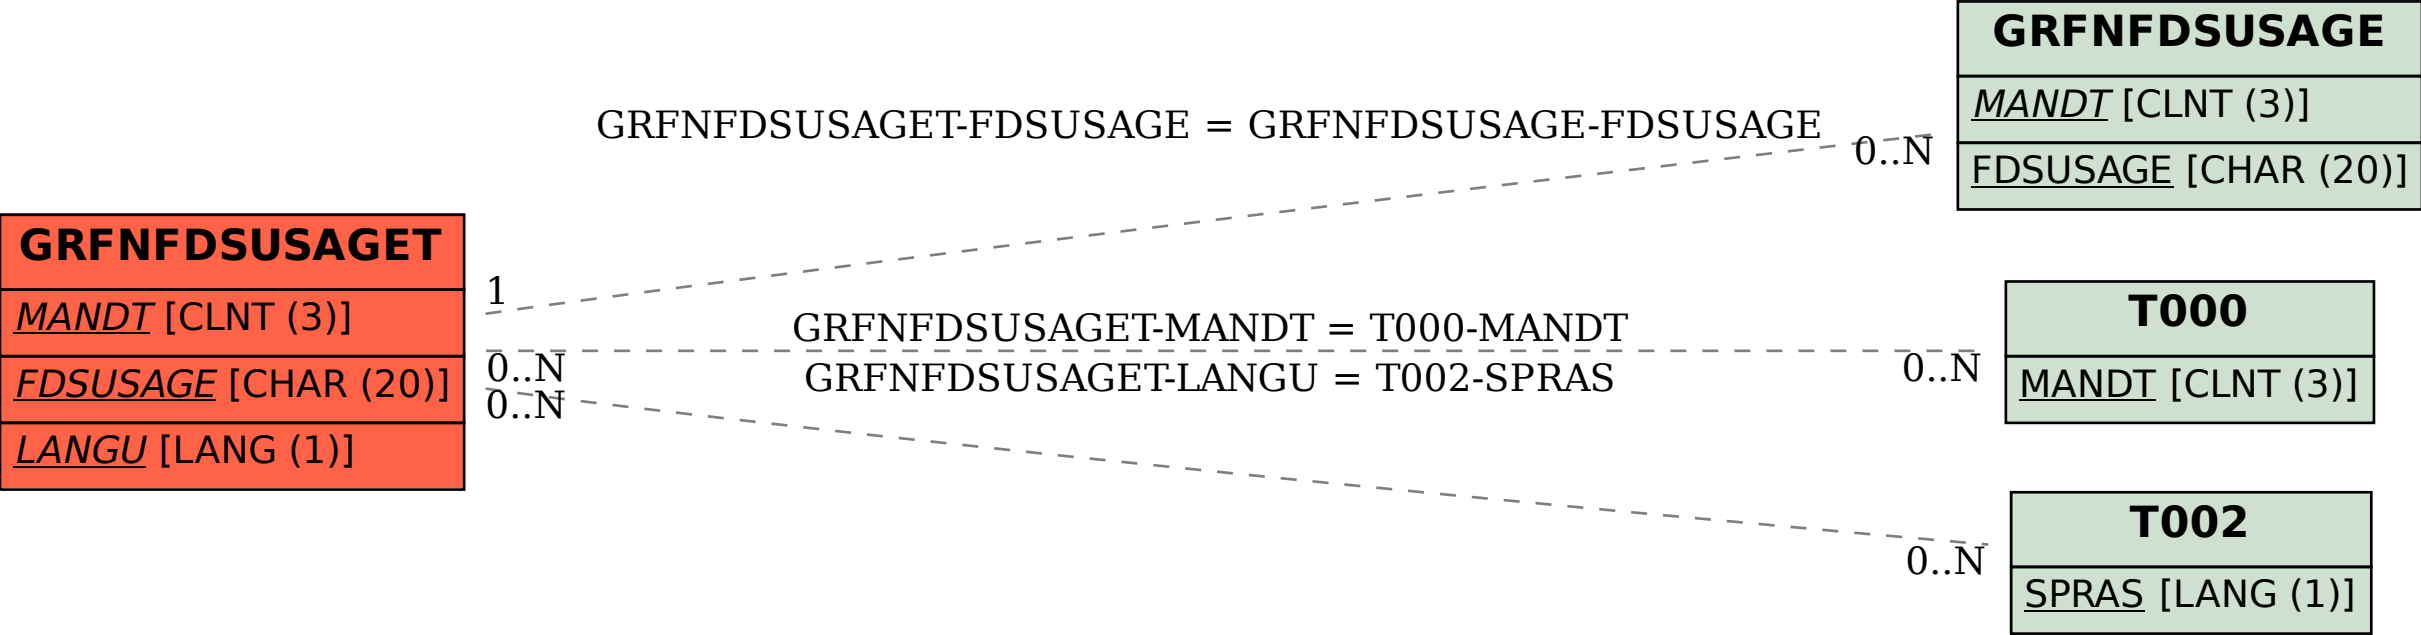 GRFNFDSUSAGE
MANDT [CLNT (3)]
FDSUSAGE [CHAR (20)]
GRFNFDSUSAGET-FDSUSAGE = GRFNFDSUSAGE-FDSUSAGE
0..N
1
GRFNFDSUSAGET
MANDT [CLNT (3)]
FDSUSAGE [CHAR (20)]
LANGU [LANG (1)]
GRFNFDSUSAGET-MANDT = T000-MANDT
0..N
0..N
GRFNFDSUSAGET-LANGU = T002-SPRAS
0..N
0..N
T000
MANDT [CLNT (3)]
T002
SPRAS [LANG (1)]